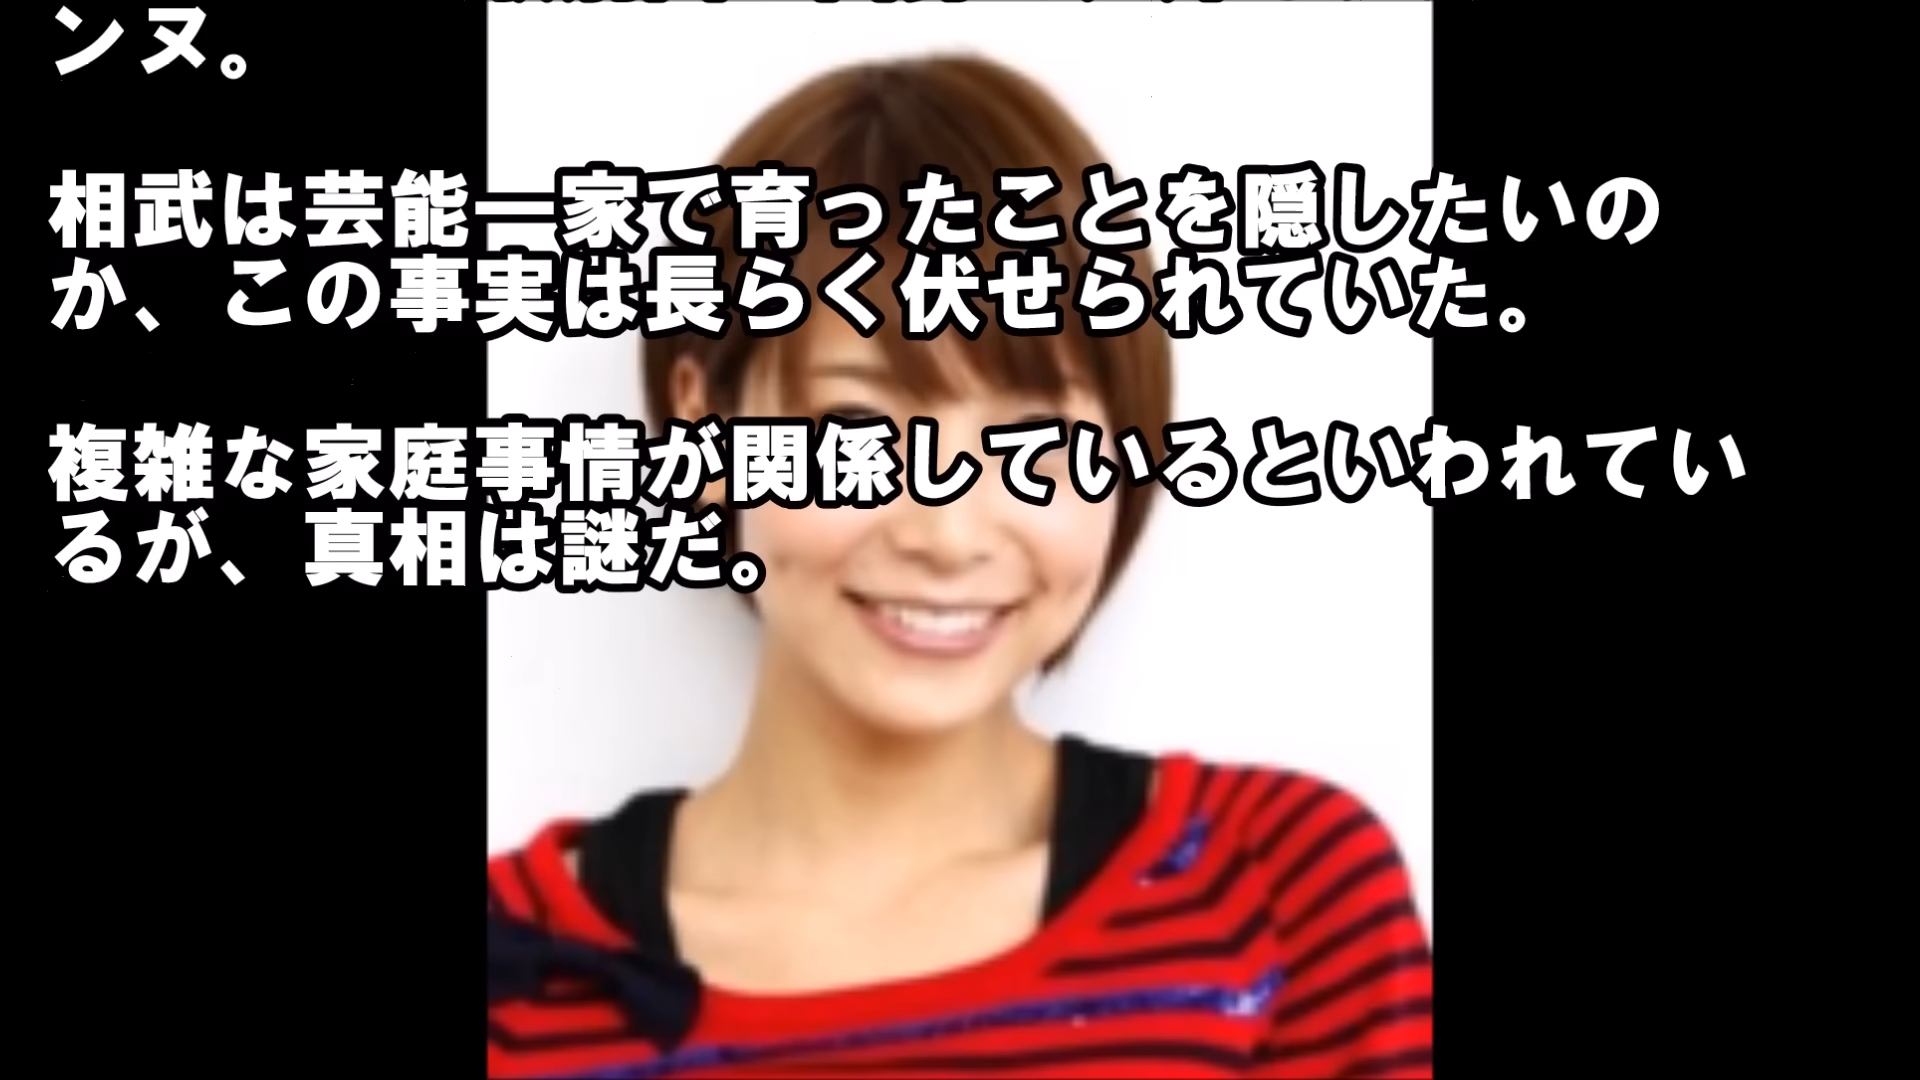 ンヌ。
相武は芸能一家で育ったことを隠したいの
か、この事実は長らく伏せられていた。
複雑な家庭事情が関係しているといわれてい
るが、真相は謎だ。